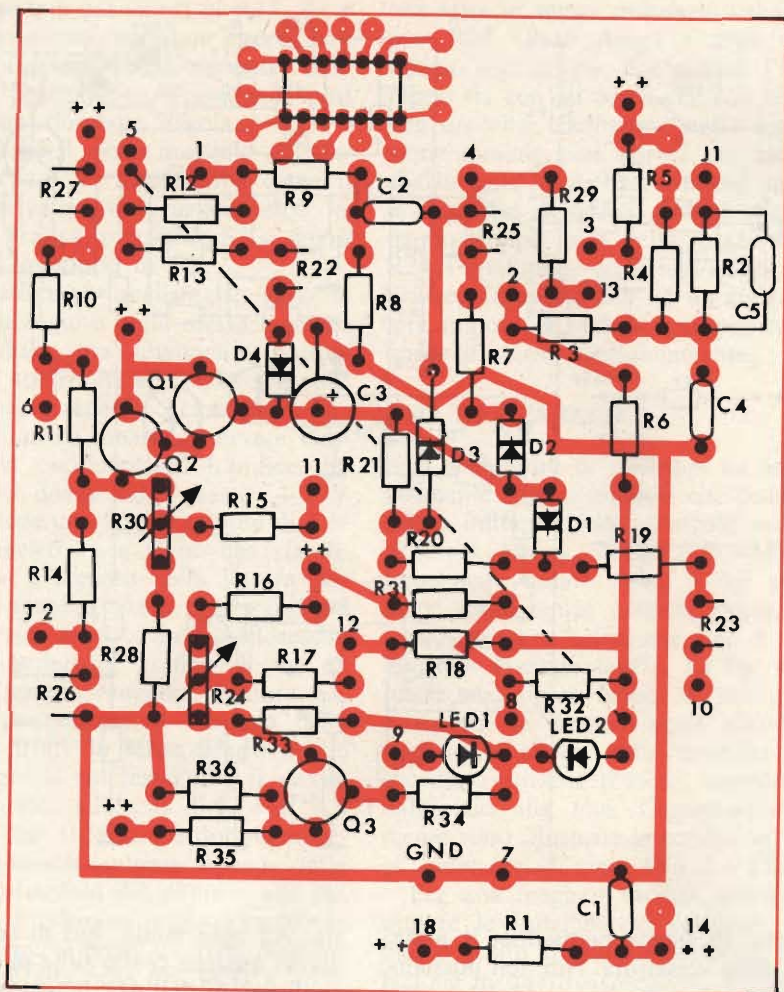 + +
+ +
5
1
4
J1
R27
R12
R9
C2
R29
R5
R25
3
R13
R22
R4
R2
2
13
C5
R10
R8
+ +
D4
R7
R3
Q1
+
C3
C4
6
R11
R6
Q2
R21
D3
D2
11
R30
R15
D1
+ +
R20
R19
R14
R16
R31
J2
12
R23
R28
R17
R18
R26
R24
R32
10
8
R33
9
LED1
LED2
R36
+ +
Q3
R34
R35
GND
7
C1
18
R1
14
+ +
+ +